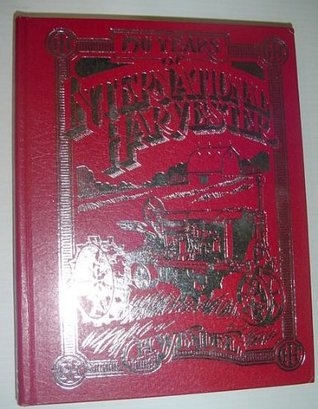 150 YEARS
OF
INTERNATIONAL
HARVESTER